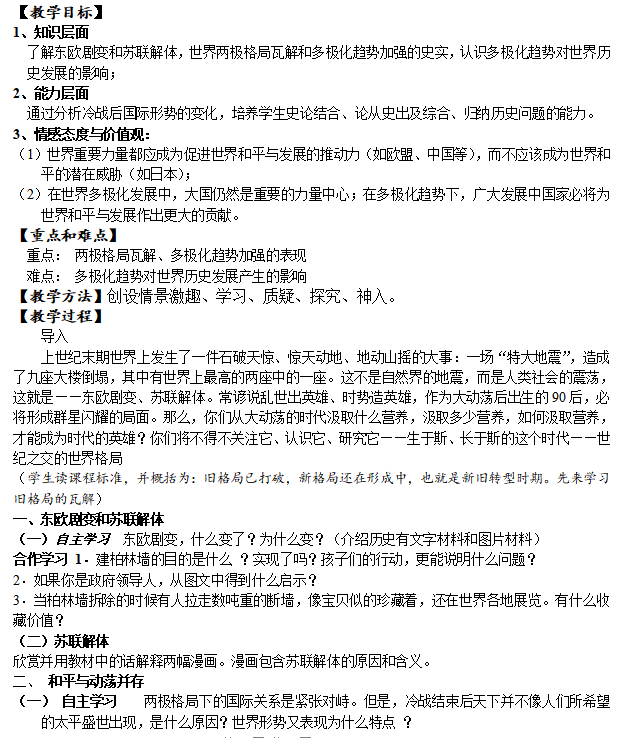 【教学目标】
1、知识层面
了解东欧剧变和苏联解体，世界两极格局瓦解和多极化趋势加强的史实，认识多极化趋势对世界历
史发展的影响；
2、能力层面
通过分析冷战后国际形势的变化，培养学生史论结合、论从史出及综合、归纳历史问题的能力。
3、情感态度与价值观：
（1）世界重要力量都应成为促进世界和平与发展的推动力（如欧盟、中国等），而不应该成为世界和
平的潜在威胁（如日本）；
（2）在世界多极化发展中，大国仍然是重要的力量中心；在多极化趋势下，广大发展中国家必将为
世界和平与发展作出更大的贡献。
【重点和难点】
重点： 两极格局瓦解、多极化趋势加强的表现
难点： 多极化趋势对世界历史发展产生的影响
【教学方法】创设情景激趣、学习、质疑、探究、神入。
【教学过程】
导入
上世纪末期世界上发生了一件石破天惊、惊天动地、地动山摇的大事：一场“特大地震”，造成
了九座大楼倒塌，其中有世界上最高的两座中的一座。这不是自然界的地震，而是人类社会的震荡，
这就是——东欧剧变、苏联解体。常谚说乱世出英雄、时势造英雄，作为大动荡后出生的90后，必
将形成群星闪耀的局面。那么，你们从大动荡的时代汲取什么营养，汲取多少营养，如何汲取营养，
才能成为时代的英雄？你们将不得不关注它、认识它、研究它——生于斯、长于斯的这个时代——世
纪之交的世界格局
（学生读课程标准，并概括为：旧格局已打破，新格局还在形成中，也就是新旧转型时期。先来学习
旧格局的瓦解）
一、东欧剧变和苏联解体
（一）自主学习 东欧剧变，什么变了？为什么变？（介绍历史有文字材料和图片材料）
合作学习 1．建柏林墙的目的是什么 ？实现了吗？孩子们的行动，更能说明什么问题？
2．如果你是政府领导人，从图文中得到什么启示？
3．当柏林墙拆除的时候有人拉走数吨重的断墙，像宝贝似的珍藏着，还在世界各地展览。有什么收
藏价值？
（二）苏联解体
欣赏并用教材中的话解释两幅漫画。漫画包含苏联解体的原因和含义。
二、 和平与动荡并存
（一） 自主学习 两极格局下的国际关系是紧张对峙。但是，冷战结束后天下并不像人们所希望
的太平盛世出现，是什么原因？世界形势又表现为什么特点 ？